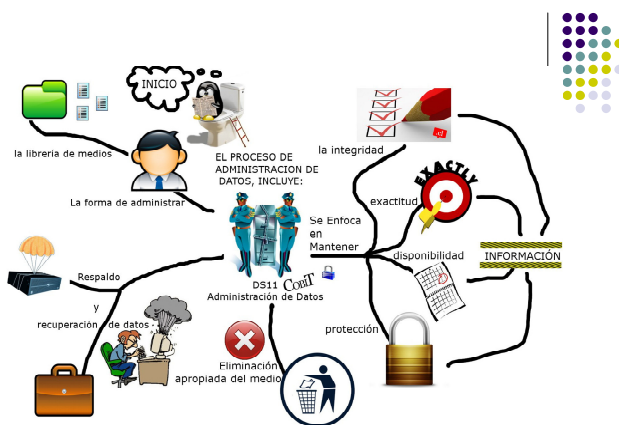 INICIO
la libreria de medios
La forma de administrar
EL PROCESO DE
ADMINISTRACION DE
DATOS, INCLUYE:
la integridad
EXACTLY
exactitud
Se Enfoca
en
Mantener
disponibilidad
INFORMACIÓN
Respaldo
y
recuperación de datos
DS11 COBIT
Administración de Datos
protección
Eliminación
apropiada del medio